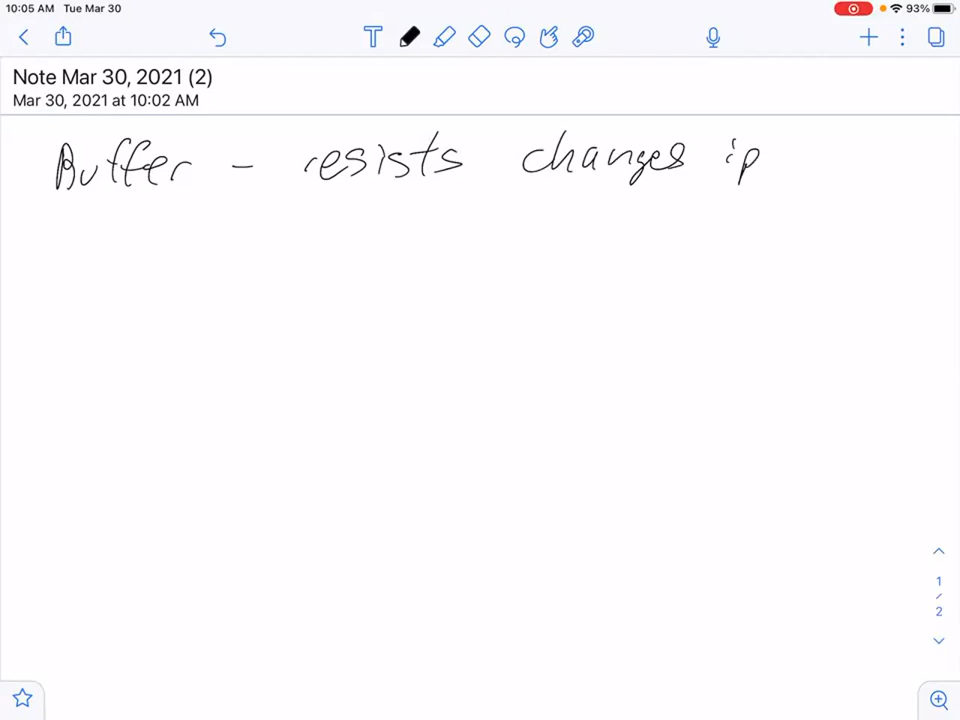 10:05 AM Tue Mar 30
93%
Note Mar 30, 2021 (2)
Mar 30, 2021 at 10:02 AM
Buffer - resists changes ip
1
/
2